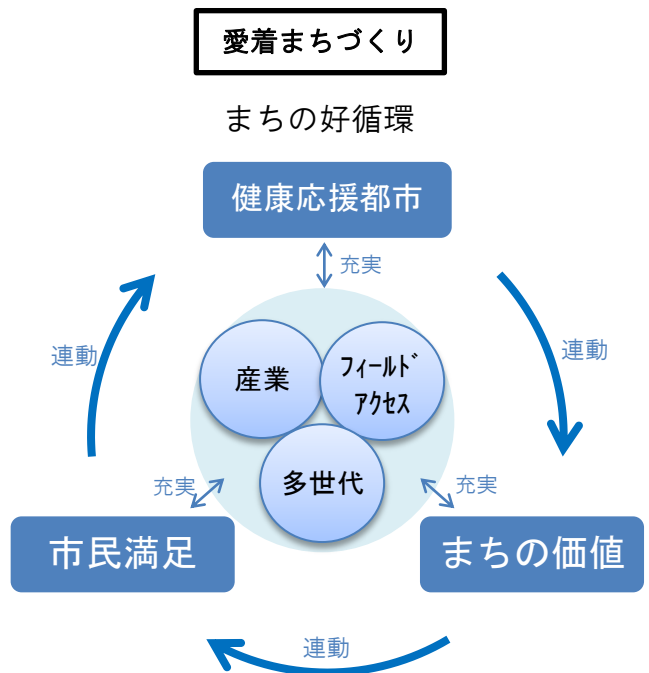 愛着まちづくり
まちの好循環
健康応援都市
充実
連動
連動
産業
フィールド
アクセス
多世代
充実
充実
市民満足
まちの価値
連動